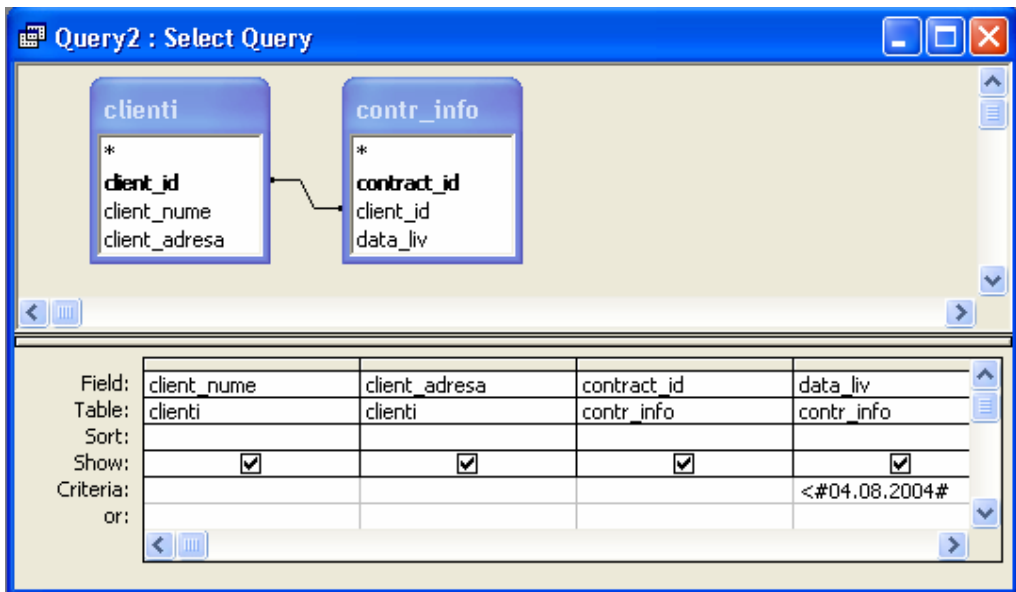 Query2 : Select Query
clienti
*
client_id
client_nume
client_adresa
contr_info
*
contract_id
client_id
data_liv
Field: client_nume client_adresa contract_id data_liv
Table: clienti clienti contr_info contr_info
Sort:
Show:
Criteria: <#04.08.2004#
or: